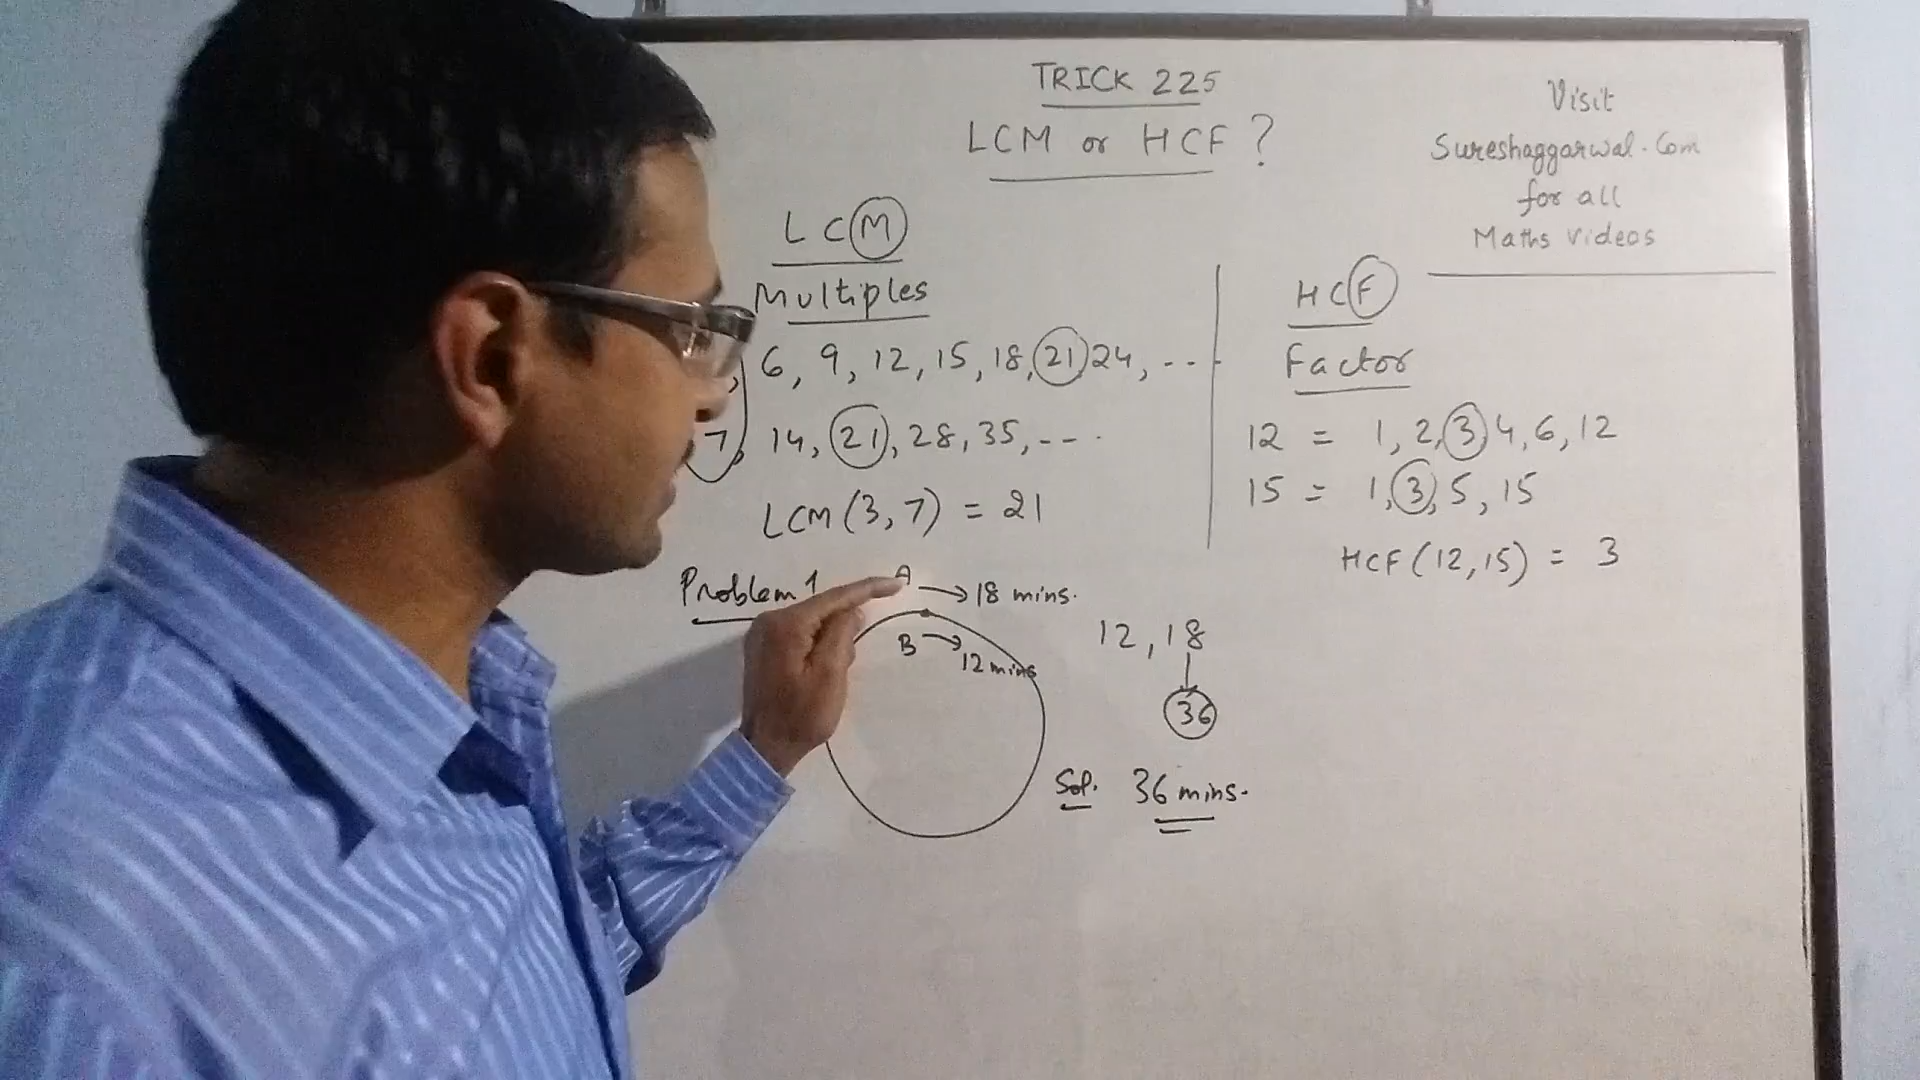 TRICK 225
LCM or HCF ?
Visit
Sureshaggarwal.Com
for all
Maths Videos
LCM
Multiples
, 6, 9, 12, 15, 18, 21, 24, ---
7, 14, 21, 28, 35, ---.
LCM (3, 7) = 21
HCF
Factor
12 = 1, 2, 3, 4, 6, 12
15 = 1, 3, 5, 15
HCF (12, 15) = 3
Problem 1
A → 18 mins.
B → 12 mins
12, 18
36
Sol. 36 mins.